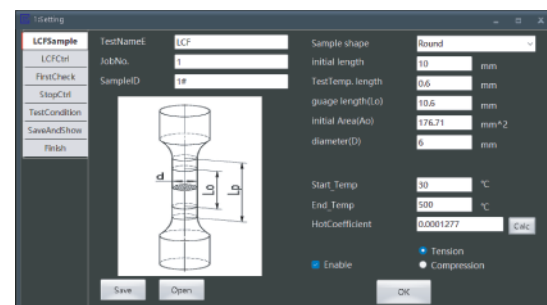 1:Setting
LCFSample
LCFCtrl
FirstCheck
StopCtrl
TestCondition
SaveAndShow
Finish
TestNameE LCF
JobNo. 1
SampleID 1#
d
Lo
Lp
Save Open
Sample shape Round
initial length 10 mm
TestTemp. length 0.6 mm
guage length(Lo) 10.6 mm
initial Area(Ao) 176.71 mm^2
diameter(D) 6 mm
Start_Temp 30 ℃
End_Temp 500 ℃
HotCoefficient 0.0001277 Calc
Enable
Tension
Compression
OK